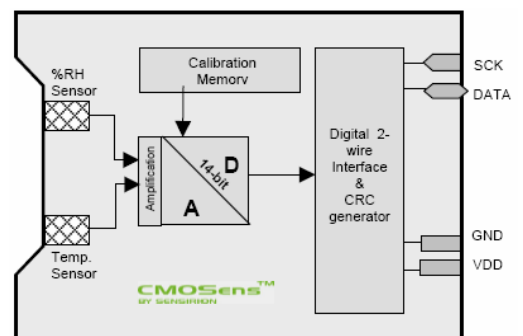 Calibration
Memory
%RH
Sensor
Amplification
14-bit
D
A
Digital 2-
wire
Interface
&
CRC
generator
SCK
DATA
GND
VDD
Temp.
Sensor
CMOSens™
BY SENSIRION